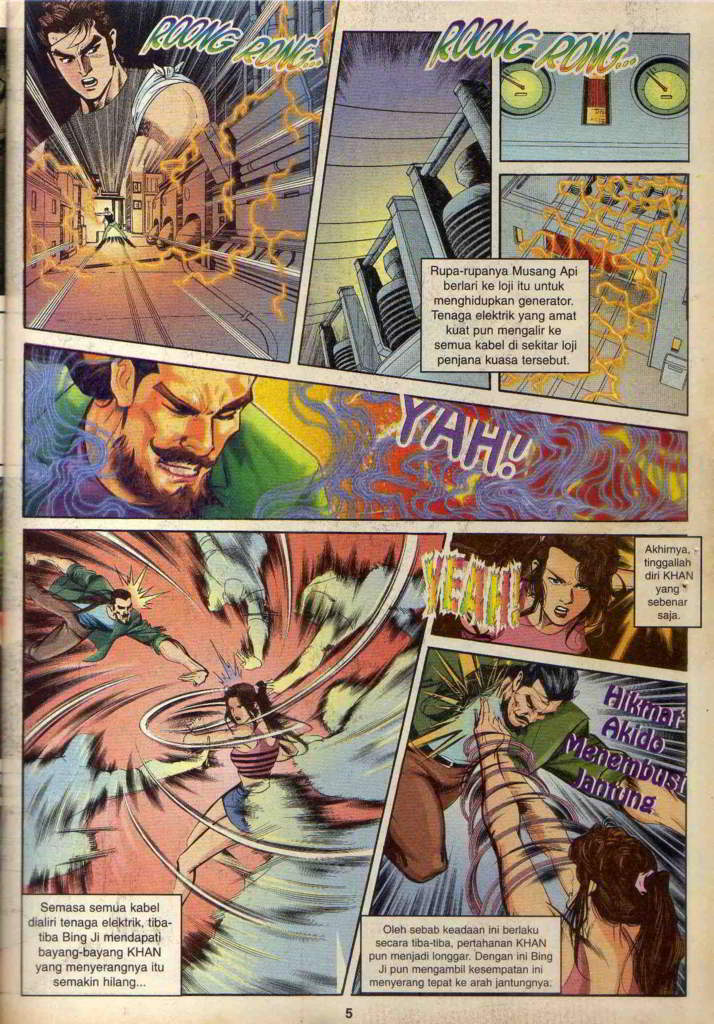 ROONG RONG...
ROONG RONG...
Rupa-rupanya Musang Api
berlari ke loji itu untuk
menghidupkan generator.
Tenaga elektrik yang amat
kuat pun mengalir ke
semua kabel di sekitar loji
penjana kuasa tersebut.
YAH!
YEAH!
Akhirnya,
tinggallah
diri KHAN
yang
sebenar
saja.
Hikmat
Akido
Menembusi
Jantung
Semasa semua kabel
dialiri tenaga elektrik, tiba-
tiba Bing Ji mendapati
bayang-bayang KHAN
yang menyerangnya itu
semakin hilang...
Oleh sebab keadaan ini berlaku
secara tiba-tiba, pertahanan KHAN
pun menjadi longgar. Dengan ini Bing
Ji pun mengambil kesempatan ini
menyerang tepat ke arah jantungnya.
5